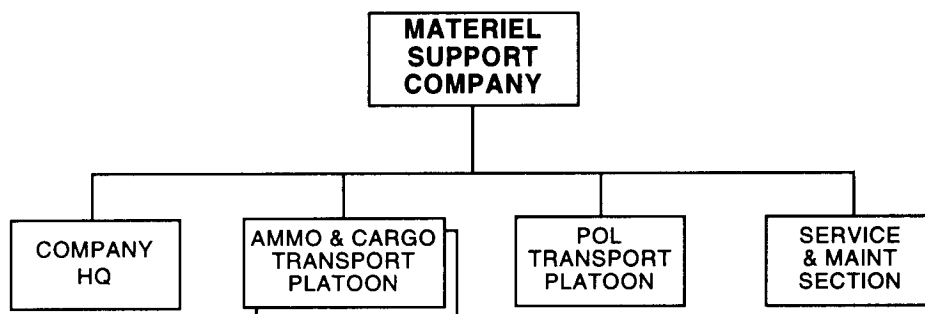 MATERIEL
SUPPORT
COMPANY
COMPANY
HQ
AMMO & CARGO
TRANSPORT
PLATOON
POL
TRANSPORT
PLATOON
SERVICE
& MAINT
SECTION